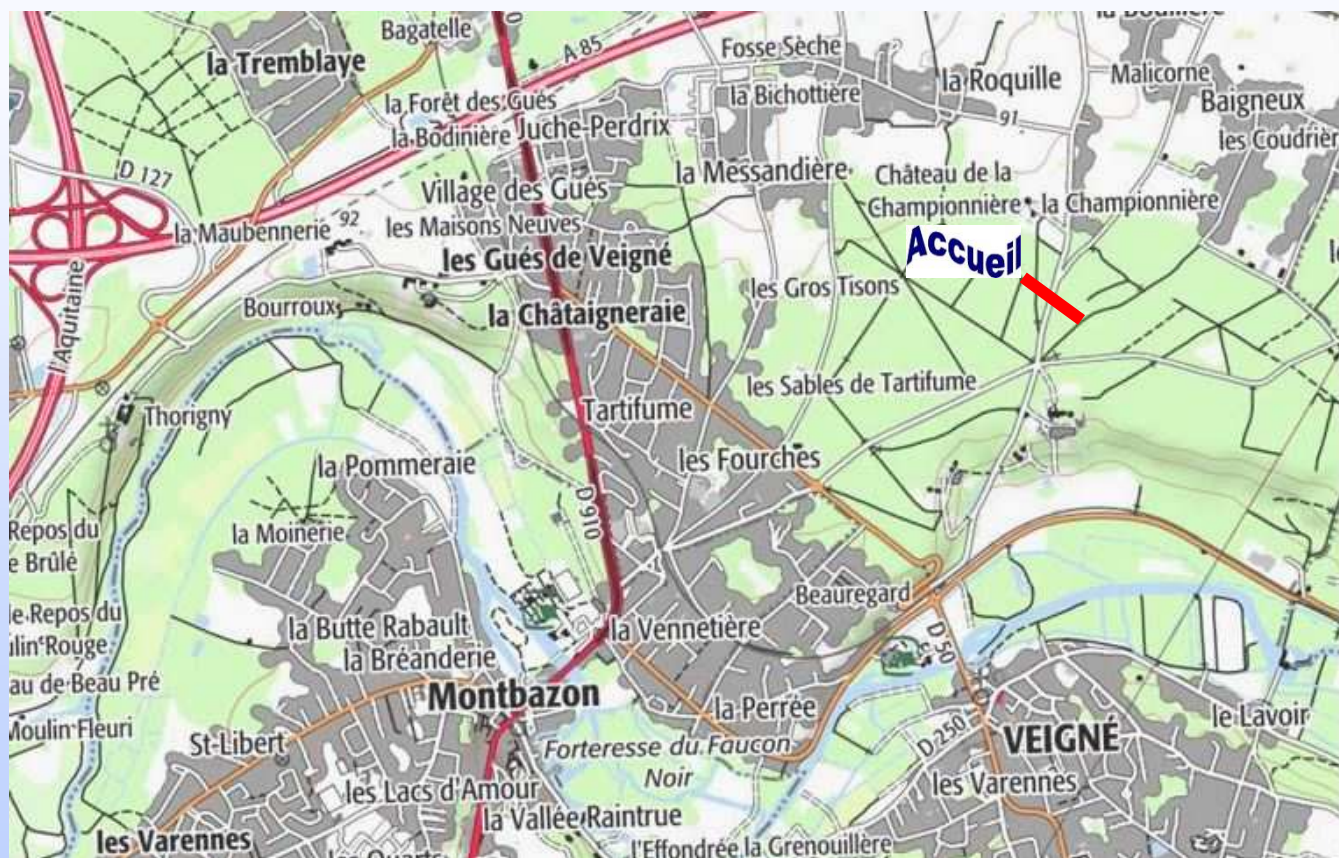 Bagatelle
la Tremblaye
A 85
Fosse Sèche
la Roquille
Malicorne
la Forêt des Gués
la Bichottière
Baigneux
la Bodinière
Juche-Perdrix
91
les Coudrièr
D 127
la Messandière
Château de la
Championnière
la Championnière
Village des Gués
92
la Maubennerie
les Maisons Neuves
Accueil
les Gués de Veigné
l'Aquitaine
Bourroux
la Châtaigneraie
les Gros Tisons
les Sables de Tartifume
Thorigny
Tartifume
la Pommeraie
les Fourches
D 910
Repos du
e Brûlé
la Moinerie
Beauregard
le Repos du
ulin Rouge
la Butte Rabault
la Vennetière
D 50
la Bréanderie
au de Beau Pré
Montbazon
la Perrée
le Lavoir
Moulin Fleuri
St-Libert
Forteresse du Faucon
Noir
D 250
VEIGNÉ
les Varennes
les Lacs d'Amour
la Vallée Raintrue
les Varennes
l'Effondrée
la Grenouillère